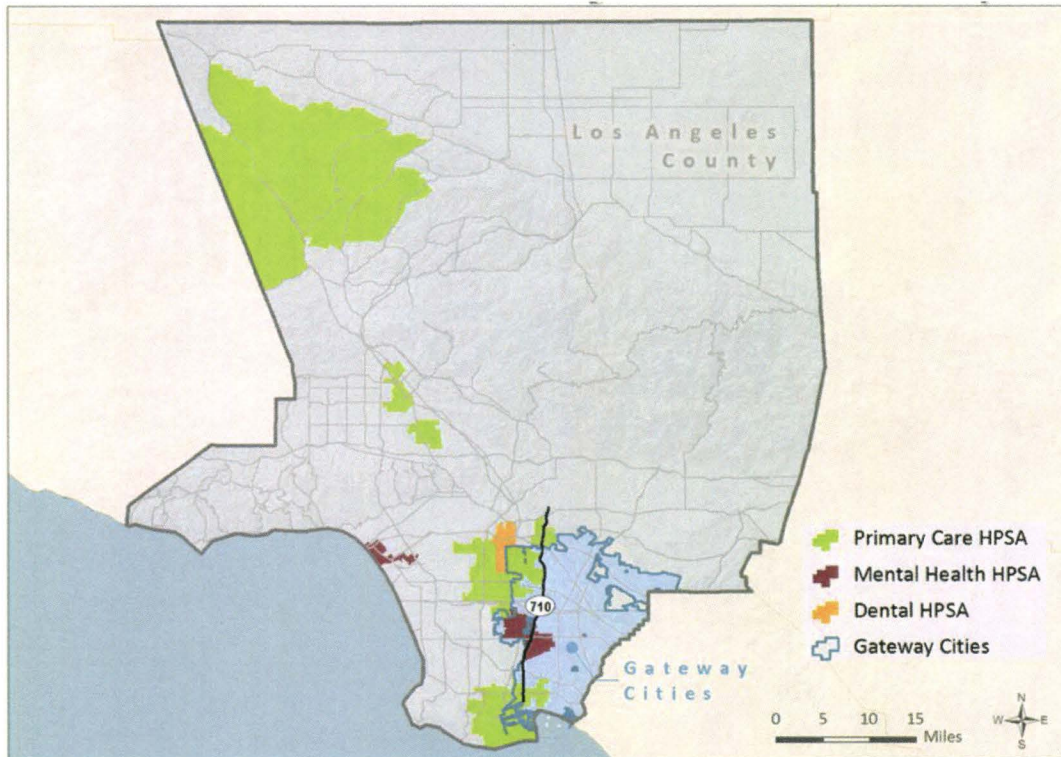 Los Angeles
County
Primary Care HPSA
Mental Health HPSA
Dental HPSA
Gateway Cities
710
Gateway
Cities
0 5 10 15
Miles
N
W E
S